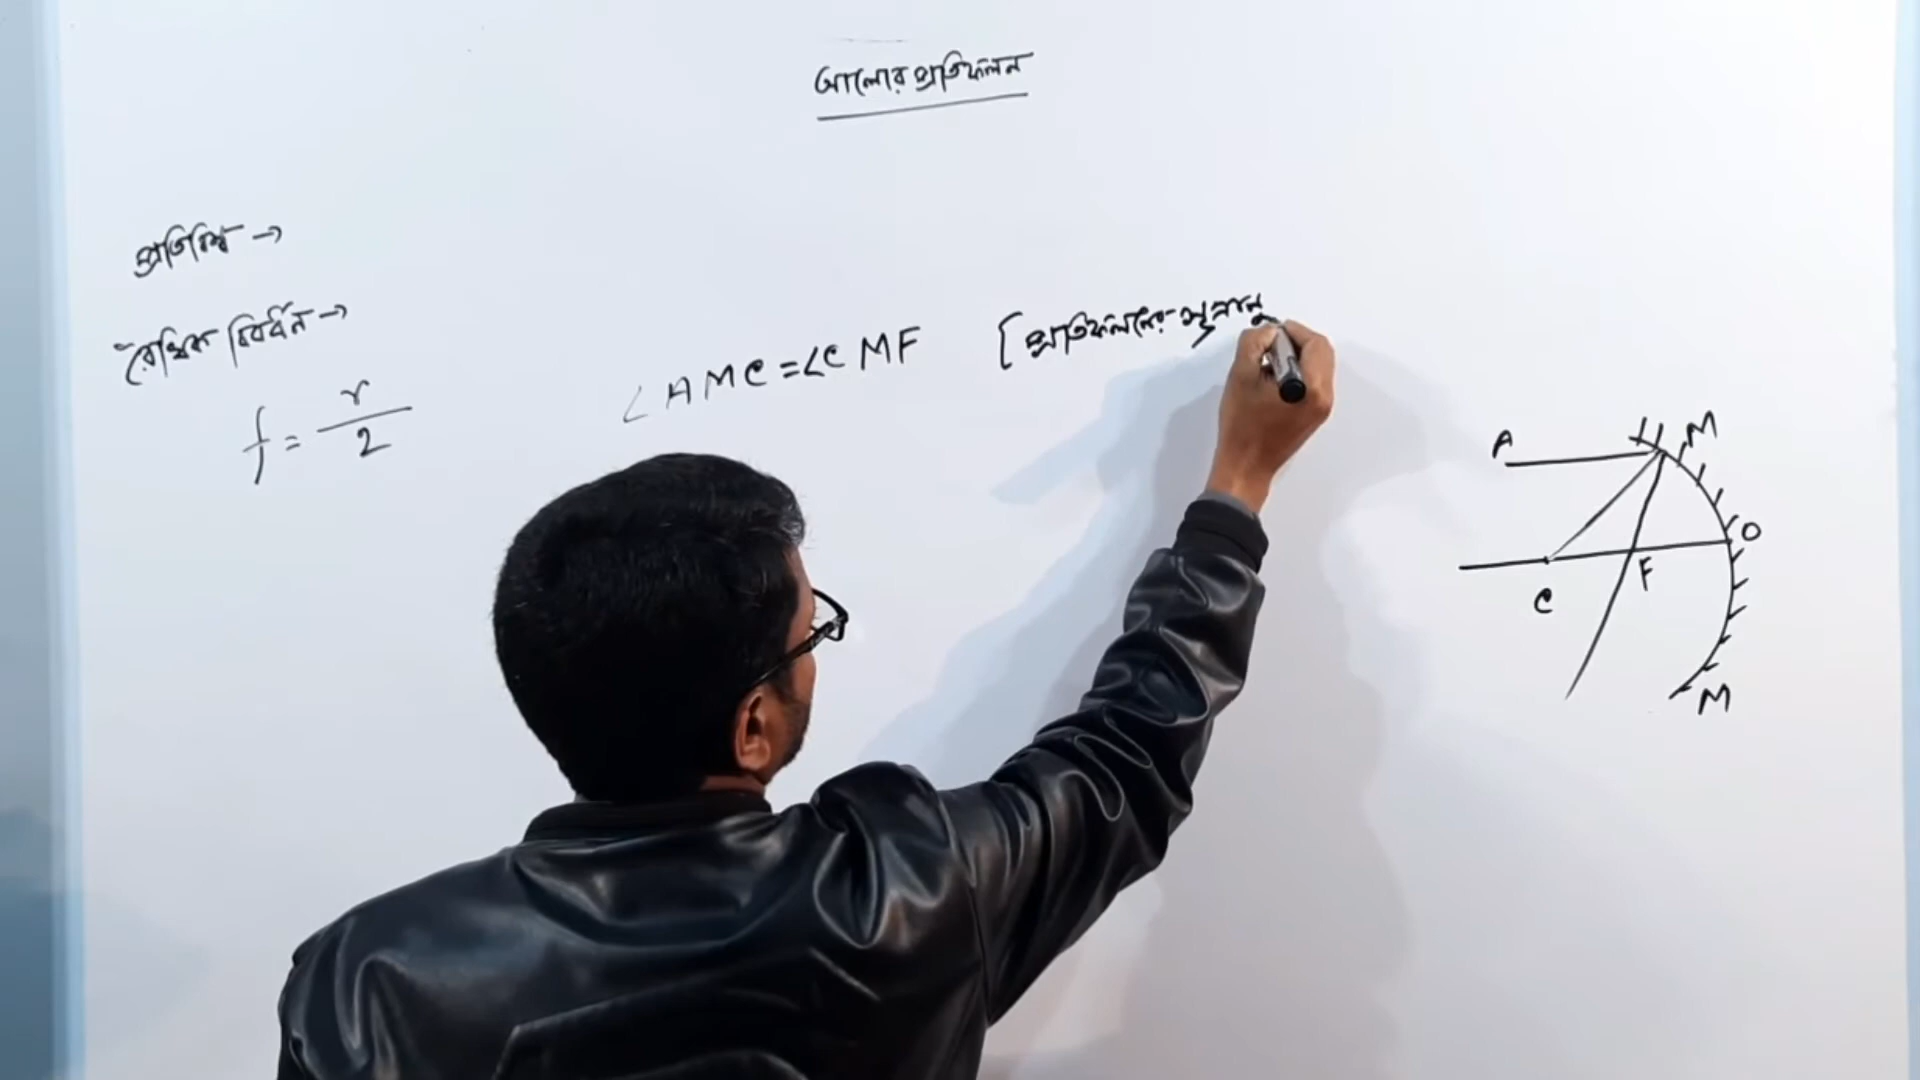 আলোর প্রতিফলন
প্রতিবিম্ব →
রৈখিক বিবর্ধন →
f = r/2
∠AMC = ∠CMF [প্রতিফলনের সূত্রানু
A
M
O
C
F
M